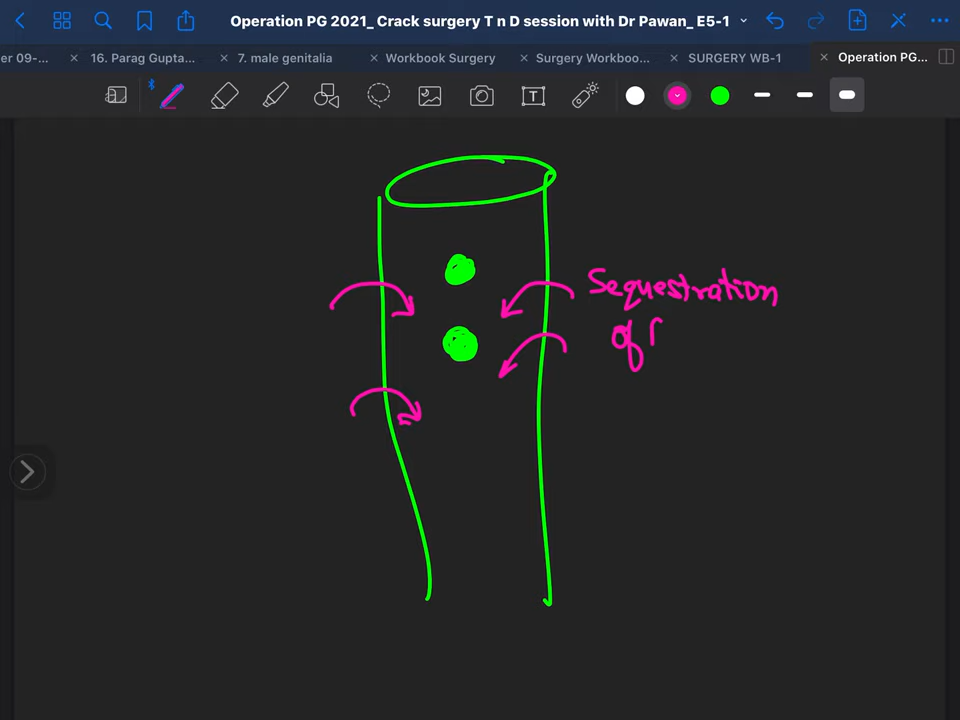 Operation PG 2021_ Crack surgery T n D session with Dr Pawan_ E5-1
er 09-...
16. Parag Gupta...
7. male genitalia
Workbook Surgery
Surgery Workboo...
SURGERY WB-1
Operation PG...
T
Sequestration
of